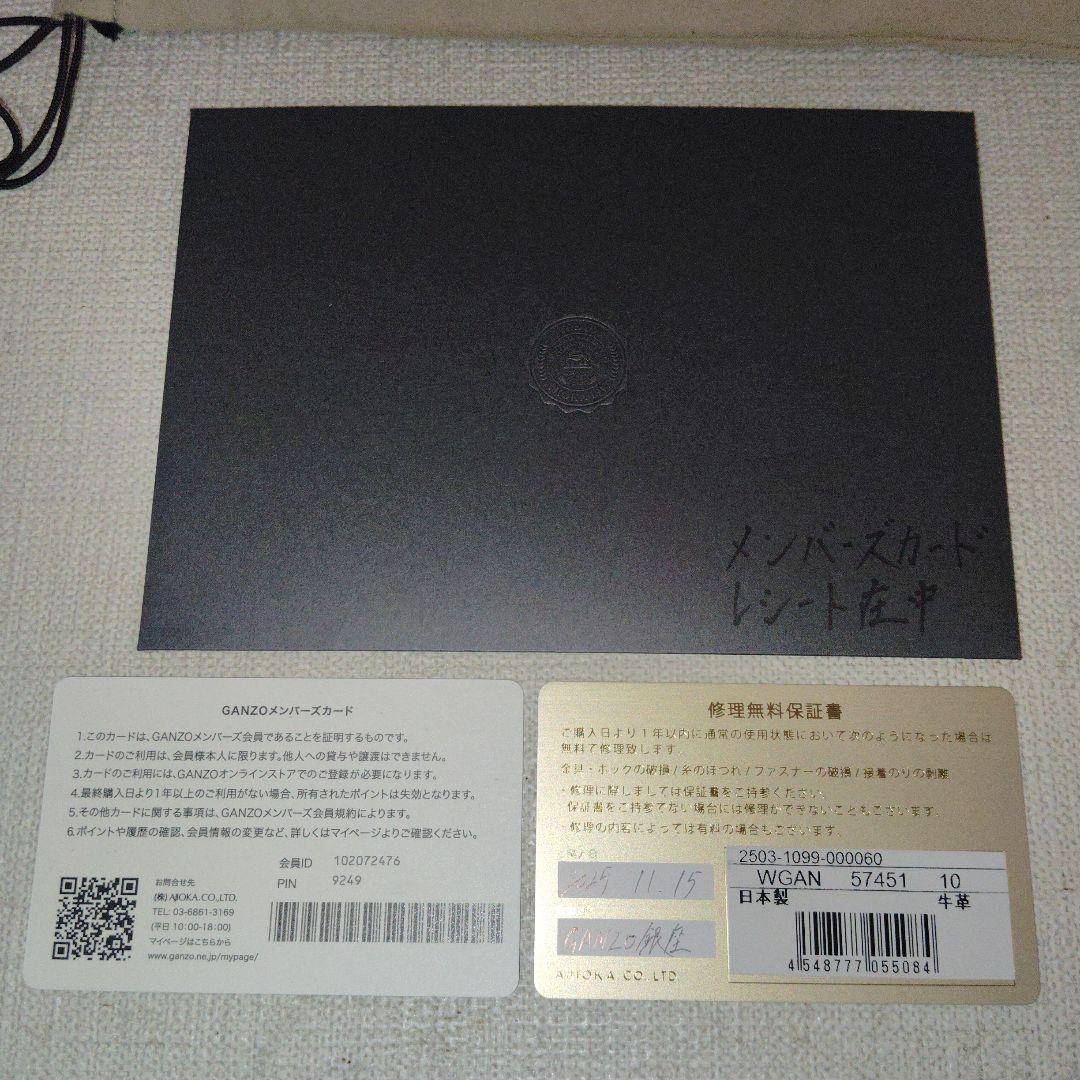 メンバーズカード
レシート在中
GANZOメンバーズカード
1.このカードは、GANZOメンバーズ会員であることを証明するものです。
2.カードのご利用は、会員様本人に限ります。他人への貸与や譲渡はできません。
3.カードのご利用には、GANZOオンラインストアでのご登録が必要になります。
4.最終購入日より1年以上のご利用がない場合、所有されたポイントは失効となります。
5.その他カードに関する事項は、GANZOメンバーズ会員規約によります。
6.ポイントや履歴の確認、会員情報の変更など、詳しくはマイページよりご確認ください。
会員ID 102072476
PIN 9249
お問合せ先
(株)AJIOKA.CO.,LTD.
TEL: 03-6861-3169
(平日 10:00-18:00)
マイページはこちらから
www.ganzo.ne.jp/mypage/
修理無料保証書
ご購入日より1年以内に通常の使用状態において次のようになった場合は
無料で修理致します.
金具・ホックの破損/糸のほつれ/ファスナーの破損/接着のりの剥離
・修理に際しましては保証書をご持参ください.
保証書をご持参でない場合には修理ができないこともございます.
・修理の内容によっては有料の場合もございます.
2025 11.15
GANZO銀座
AJIOKA CO.,LTD
2503-1099-000060
WGAN 57451 10
日本製 牛革
4 548777 055084